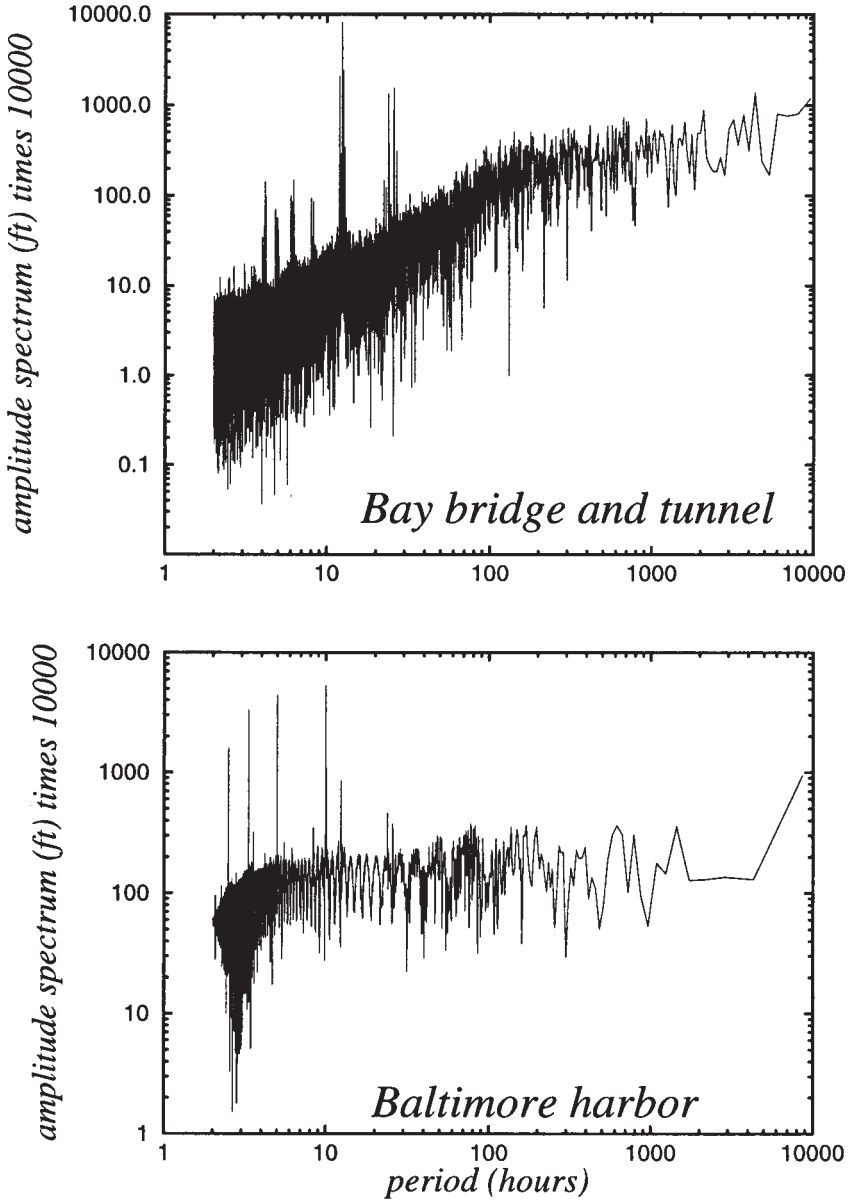 10000.0
1000.0
100.0
10.0
1.0
0.1
amplitude spectrum (ft) times 10000
Bay bridge and tunnel
1 10 100 1000 10000
10000
1000
100
10
1
amplitude spectrum (ft) times 10000
Baltimore harbor
1 10 100 1000 10000
period (hours)